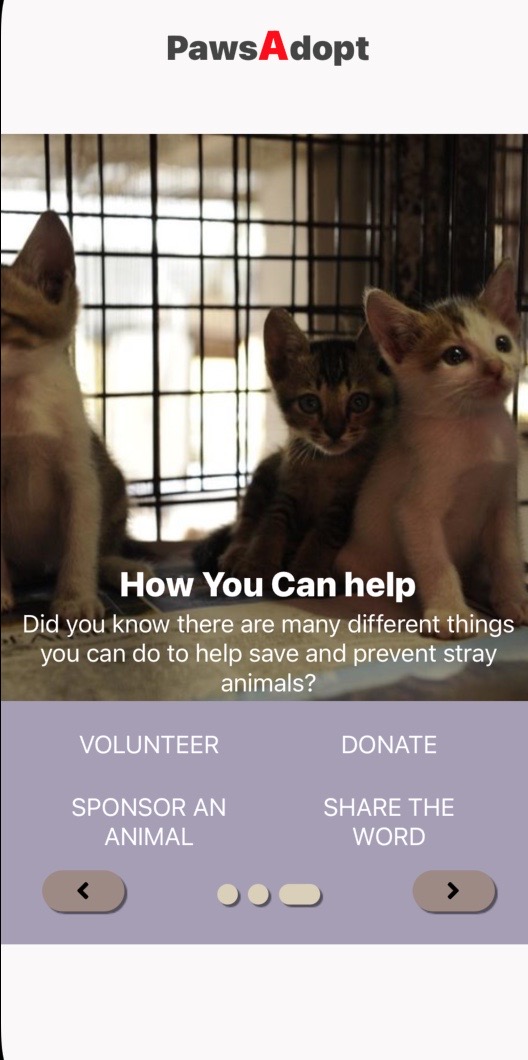 PawsAdopt
How You Can help
Did you know there are many different things
you can do to help save and prevent stray
animals?
VOLUNTEER
DONATE
SPONSOR AN
ANIMAL
SHARE THE
WORD